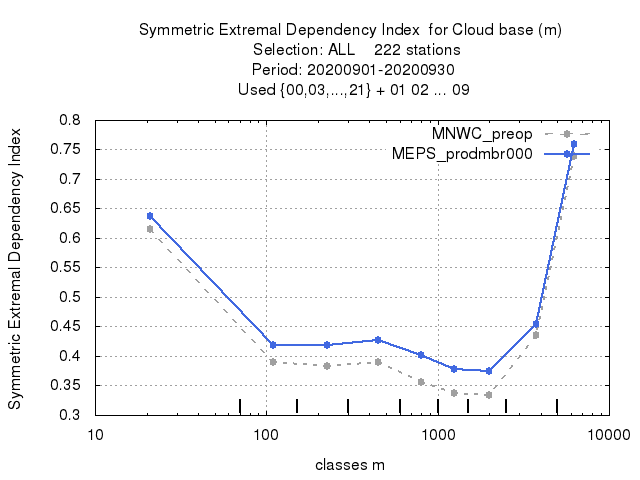 Symmetric Extremal Dependency Index  for Cloud base (m)
Selection: ALL    222 stations
Period: 20200901-20200930
Used {00,03,...,21} + 01 02 ... 09
MNWC_preop
MEPS_prodmbr000
Symmetric Extremal Dependency Index
0.8
0.75
0.7
0.65
0.6
0.55
0.5
0.45
0.4
0.35
0.3
10 100 1000 10000
classes m